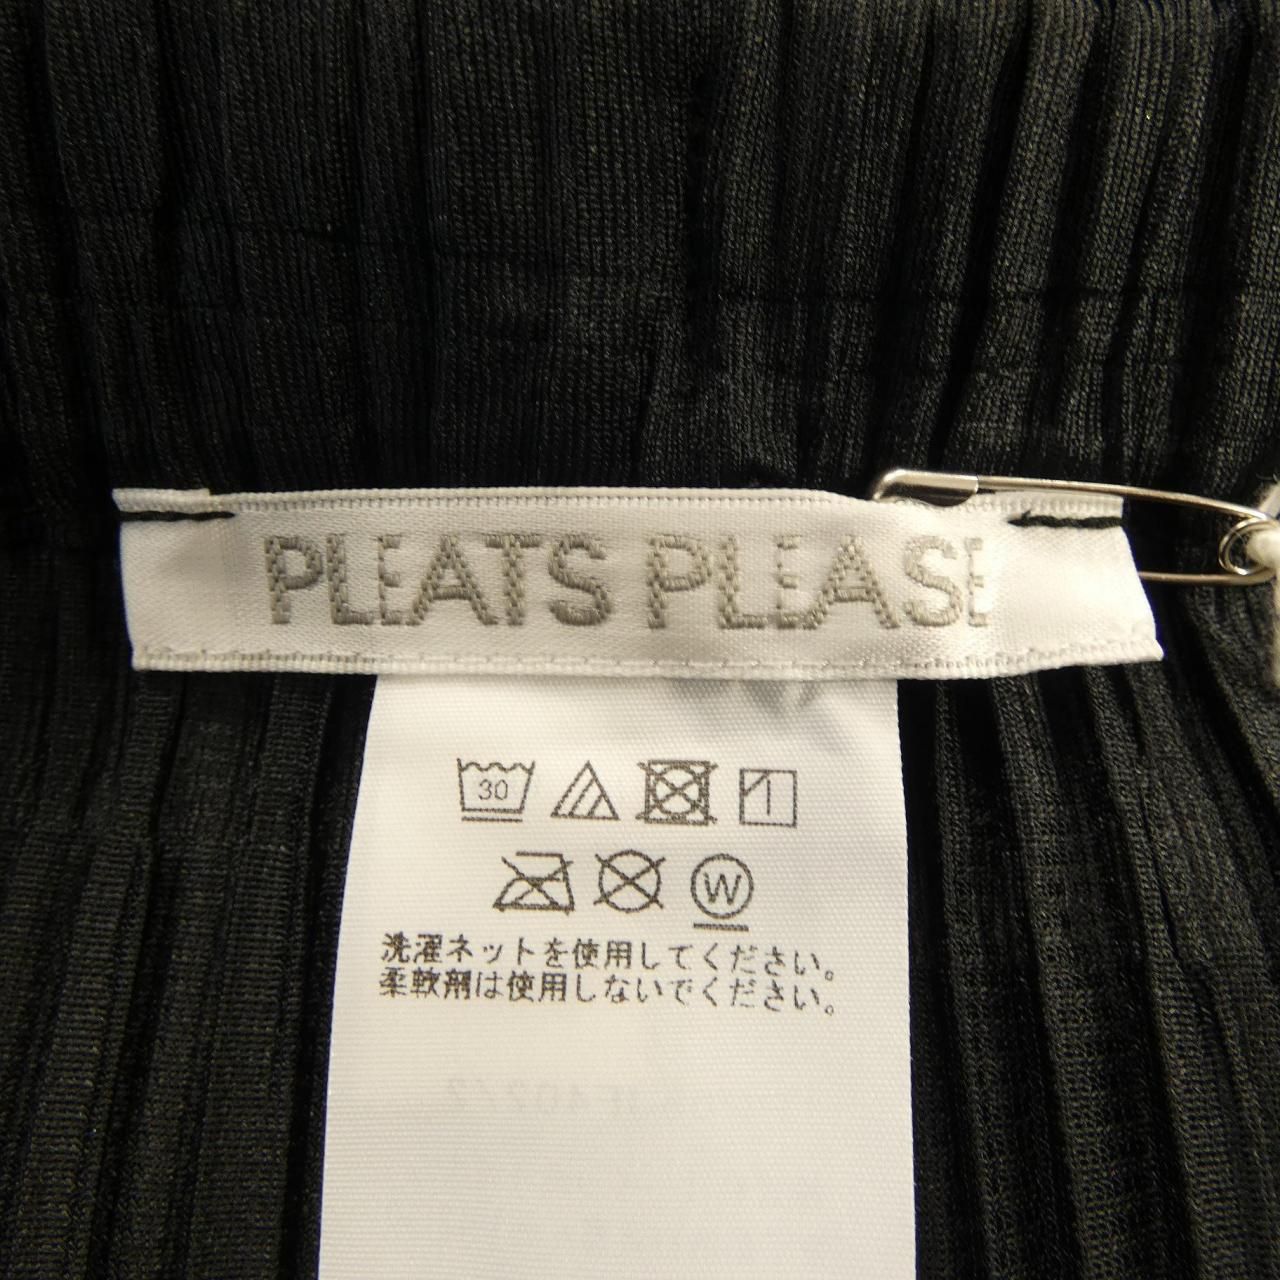 PLEATS PLEASE
30
W
洗濯ネットを使用してください。
柔軟剤は使用しないでください。